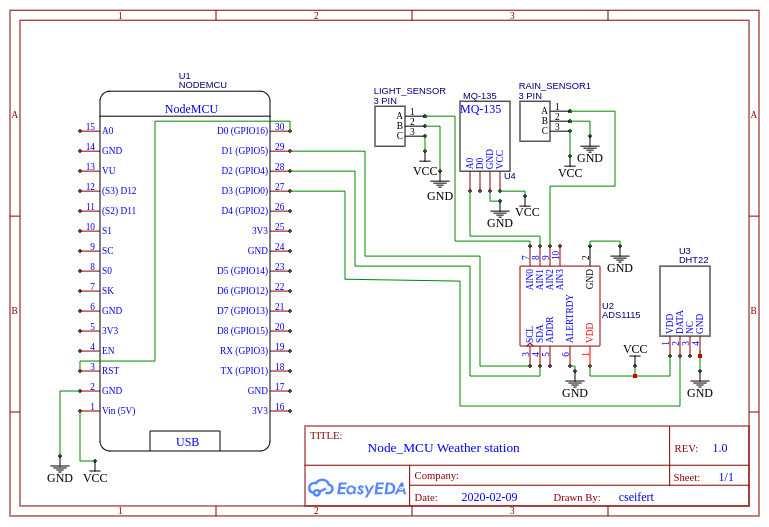 1 2 3
A A
B B
U1
NODEMCU
NodeMCU
15 A0 D0 (GPIO16) 30
14 GND D1 (GPIO5) 29
13 VU D2 (GPIO4) 28
12 (S3) D12 D3 (GPIO0) 27
11 (S2) D11 D4 (GPIO2) 26
10 S1 3V3 25
9 SC GND 24
8 S0 D5 (GPIO14) 23
7 SK D6 (GPIO12) 22
6 GND D7 (GPIO13) 21
5 3V3 D8 (GPIO15) 20
4 EN RX (GPIO3) 19
3 RST TX (GPIO1) 18
2 GND GND 17
1 Vin (5V) 3V3 16
USB
GND VCC
LIGHT_SENSOR
3 PIN
A 1
B 2
C 3
VCC
GND
MQ-135
MQ-135
A0 D0 GND VCC
U4
GND
VCC
RAIN_SENSOR1
3 PIN
A 1
B 2
C 3
GND
VCC
7 8 9 10 2
AIN0 AIN1 AIN2 AIN3 GND
GND
U2
ADS1115
SCL SDA ADDR ALERTRDY VDD
3 4 5 6 1
GND
VCC
U3
DHT22
VDD DATA NC GND
1 2 3 4
GND
TITLE:
Node_MCU Weather station
REV: 1.0
EasyEDA
Company:
Sheet: 1/1
Date: 2020-02-09
Drawn By: cseifert
1 2 3